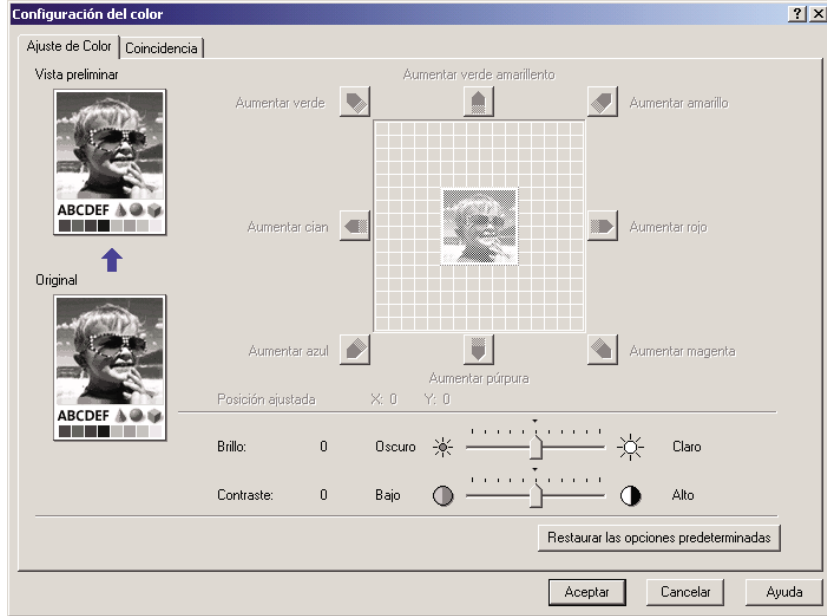 Configuración del color
Ajuste de Color Coincidencia
Vista preliminar
Aumentar verde amarillento
Aumentar verde
Aumentar amarillo
ABCDEF
Aumentar cian
Aumentar rojo
Original
Aumentar azul
Aumentar magenta
Aumentar púrpura
Posición ajustada X: 0 Y: 0
ABCDEF
Brillo: 0 Oscuro Claro
Contraste: 0 Bajo Alto
Restaurar las opciones predeterminadas
Aceptar Cancelar Ayuda